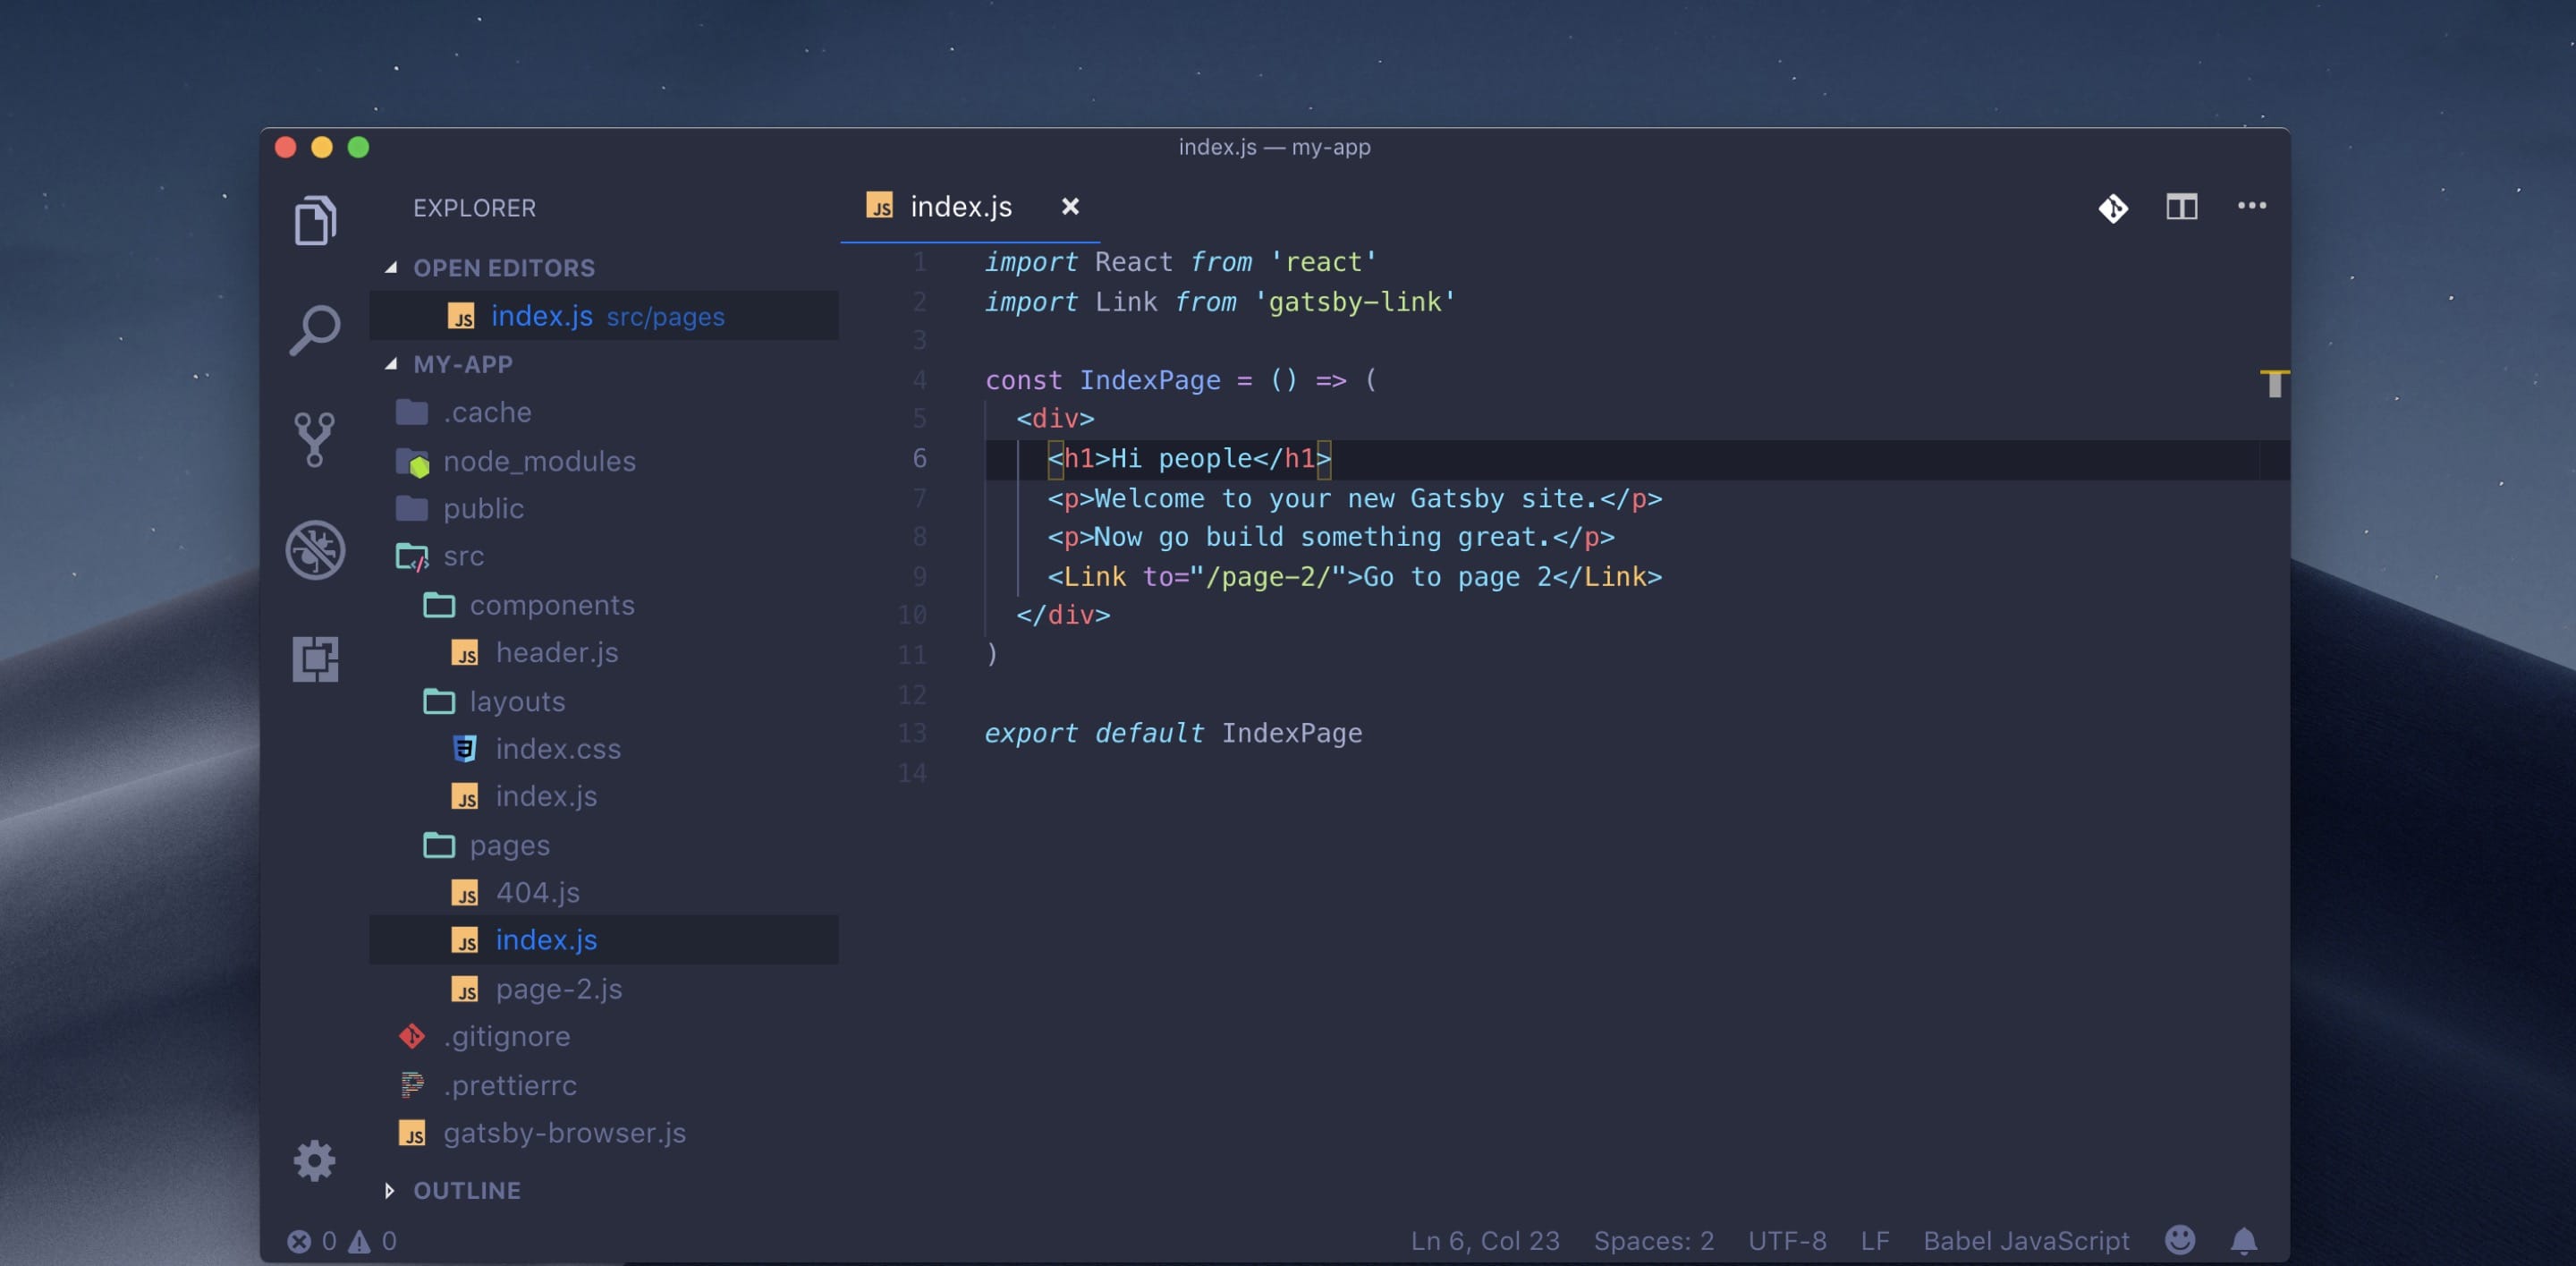 index.js — my-app
EXPLORER
OPEN EDITORS
JS index.js src/pages
MY-APP
.cache
node_modules
public
src
components
JS header.js
layouts
index.css
JS index.js
pages
JS 404.js
JS index.js
JS page-2.js
.gitignore
.prettierrc
JS gatsby-browser.js
OUTLINE
JS index.js
1 import React from 'react'
2 import Link from 'gatsby-link'
3
4 const IndexPage = () => (
5 <div>
6 <h1>Hi people</h1>
7 <p>Welcome to your new Gatsby site.</p>
8 <p>Now go build something great.</p>
9 <Link to="/page-2/">Go to page 2</Link>
10 </div>
11 )
12
13 export default IndexPage
14
0 0 Ln 6, Col 23 Spaces: 2 UTF-8 LF Babel JavaScript